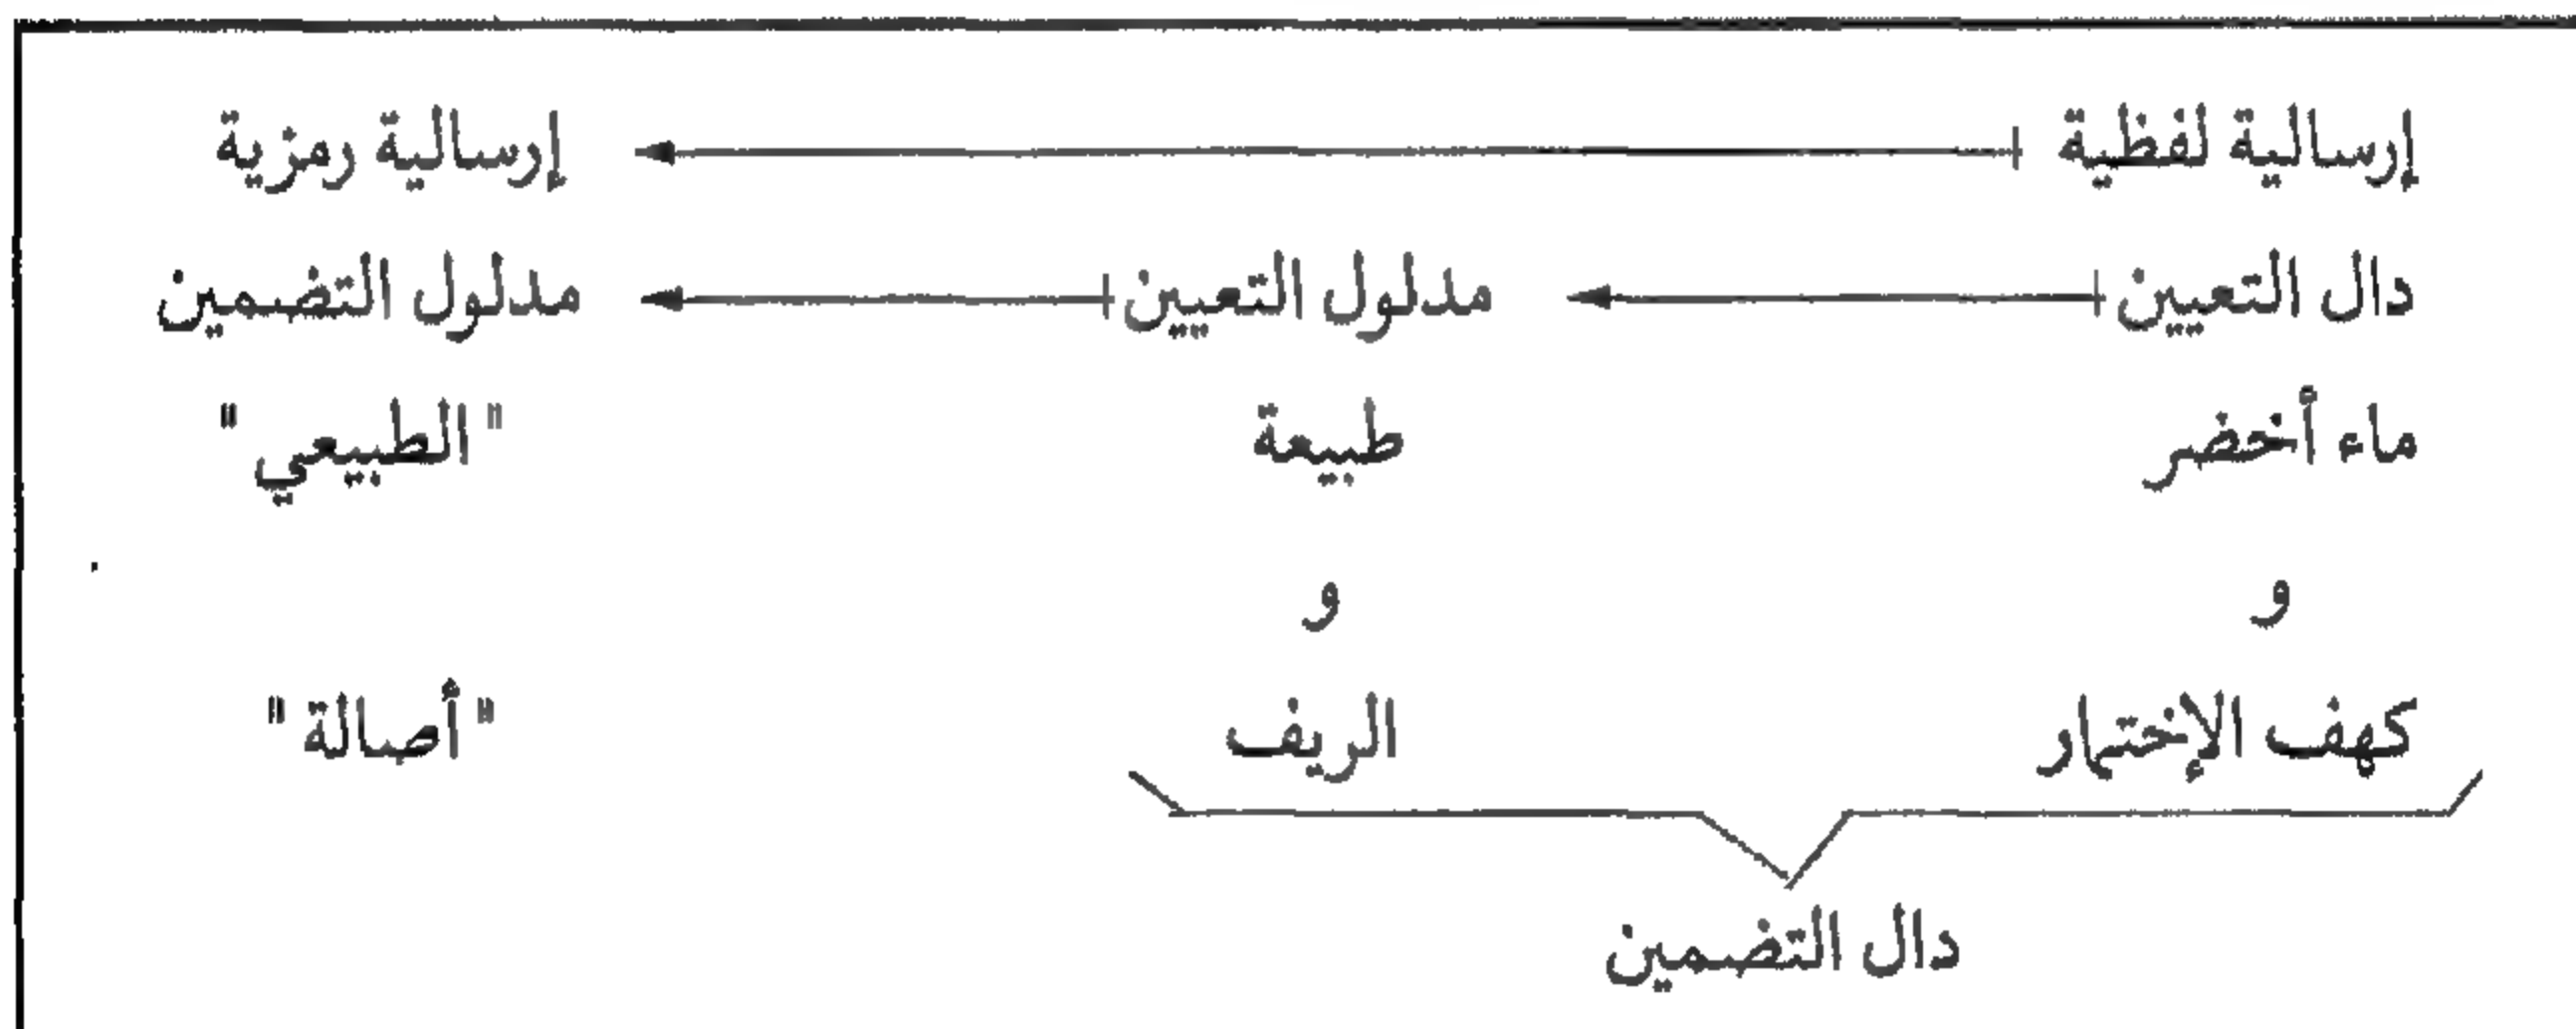 إرسالية لفظية إرسالية رمزية
دال التعيين مدلول التعيين مدلول التضمين
ماء أخضر طبيعة "الطبيعي"
و و
كهف الإختمار الريف "أصالة"
دال التضمين